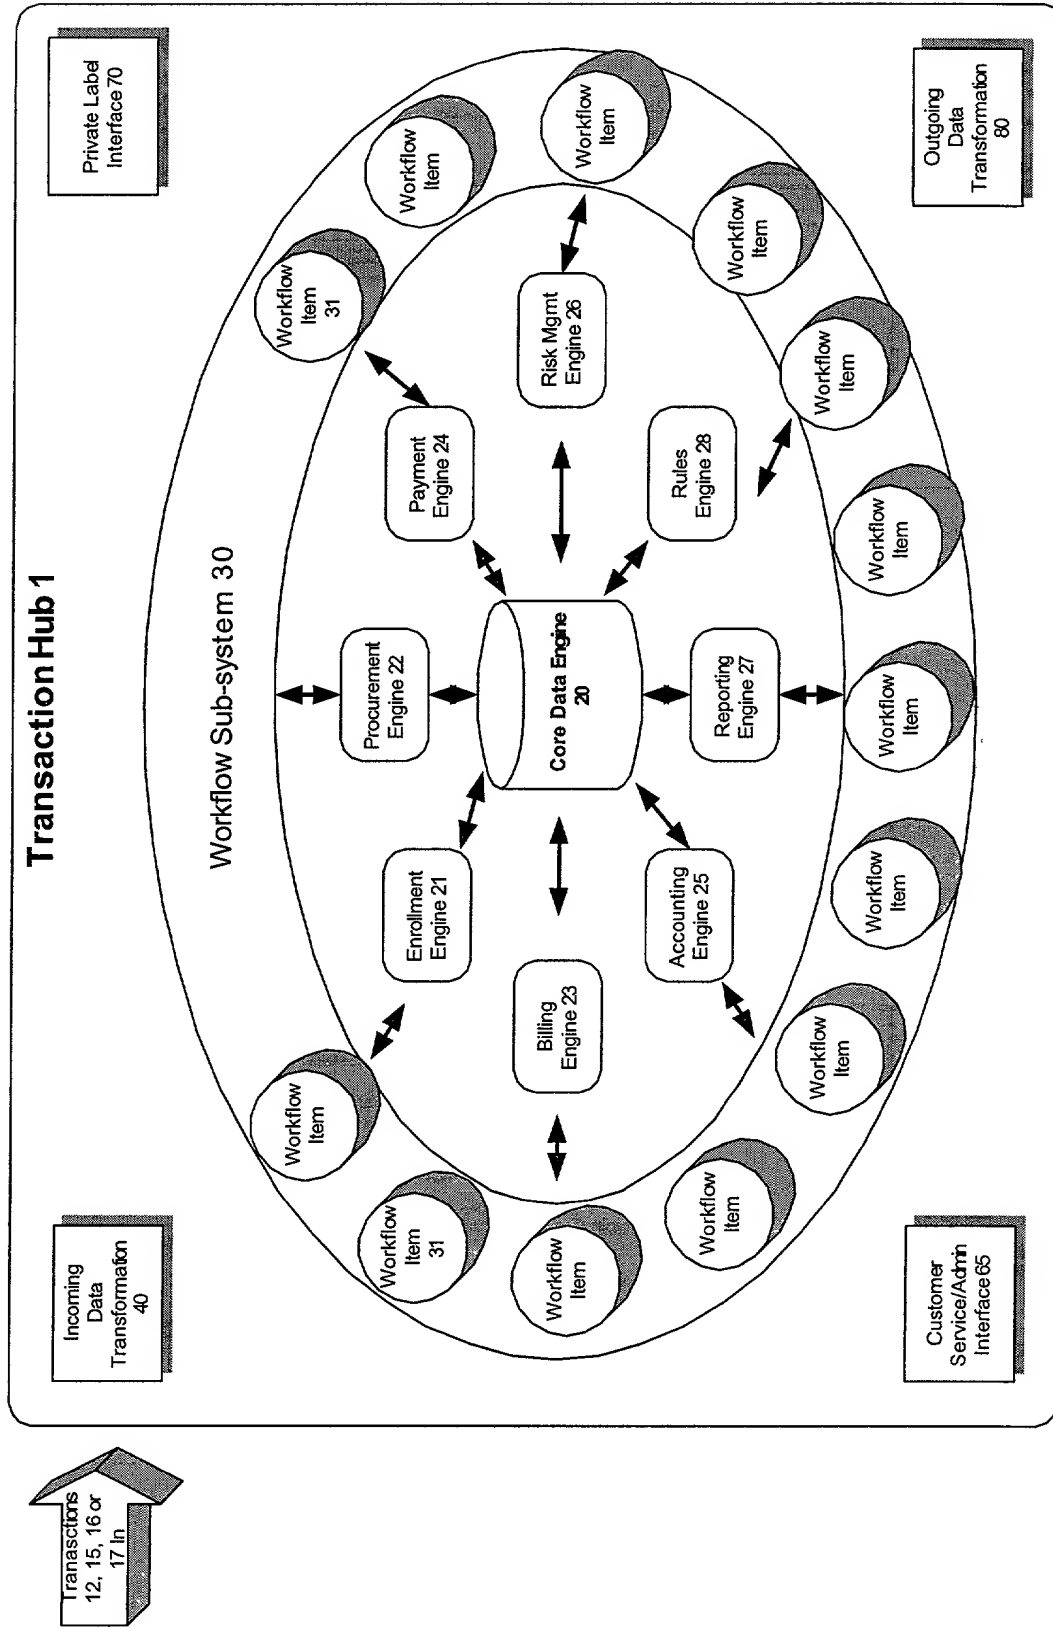 Transaction Hub 1
Tranasctions
12, 15, 16 or
17 In
Incoming
Data
Transformation
40
Private Label
Interface 70
Workflow Sub-system 30
Workflow
Item
Workflow
Item
31
Workflow
Item
Workflow
Item
Workflow
Item
Workflow
Item
Workflow
Item
Workflow
Item
Workflow
Item
Workflow
Item
Workflow
Item
Workflow
Item
Workflow
Item
31
Enrollment
Engine 21
Procurement
Engine 22
Payment
Engine 24
Billing
Engine 23
Core Data Engine
20
Risk Mgmt
Engine 26
Accounting
Engine 25
Reporting
Engine 27
Rules
Engine 28
Customer
Service/Admin
Interface 65
Outgoing
Data
Transformation
80